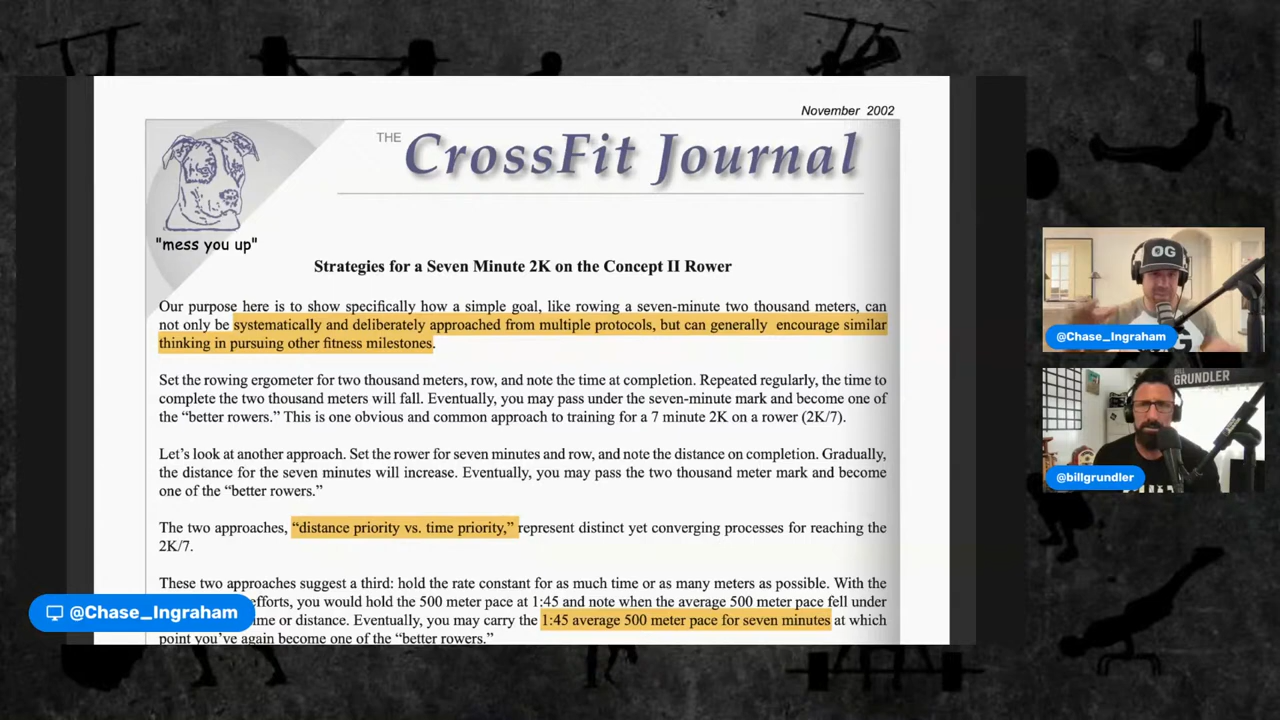 November 2002
THE CrossFit Journal
"mess you up"
Strategies for a Seven Minute 2K on the Concept II Rower
Our purpose here is to show specifically how a simple goal, like rowing a seven-minute two thousand meters, can
not only be systematically and deliberately approached from multiple protocols, but can generally encourage similar
thinking in pursuing other fitness milestones.
Set the rowing ergometer for two thousand meters, row, and note the time at completion. Repeated regularly, the time to
complete the two thousand meters will fall. Eventually, you may pass under the seven-minute mark and become one of
the “better rowers.” This is one obvious and common approach to training for a 7 minute 2K on a rower (2K/7).
Let’s look at another approach. Set the rower for seven minutes and row, and note the distance on completion. Gradually,
the distance for the seven minutes will increase. Eventually, you may pass the two thousand meter mark and become
one of the “better rowers.”
The two approaches, “distance priority vs. time priority,” represent distinct yet converging processes for reaching the
2K/7.
These two approaches suggest a third: hold the rate constant for as much time or as many meters as possible. With the
efforts, you would hold the 500 meter pace at 1:45 and note when the average 500 meter pace fell under
or distance. Eventually, you may carry the 1:45 average 500 meter pace for seven minutes at which
point you’ve again become one of the “better rowers.”
@Chase_Ingraham
OG
@Chase_Ingraham
GRUNDLER
@billgrundler